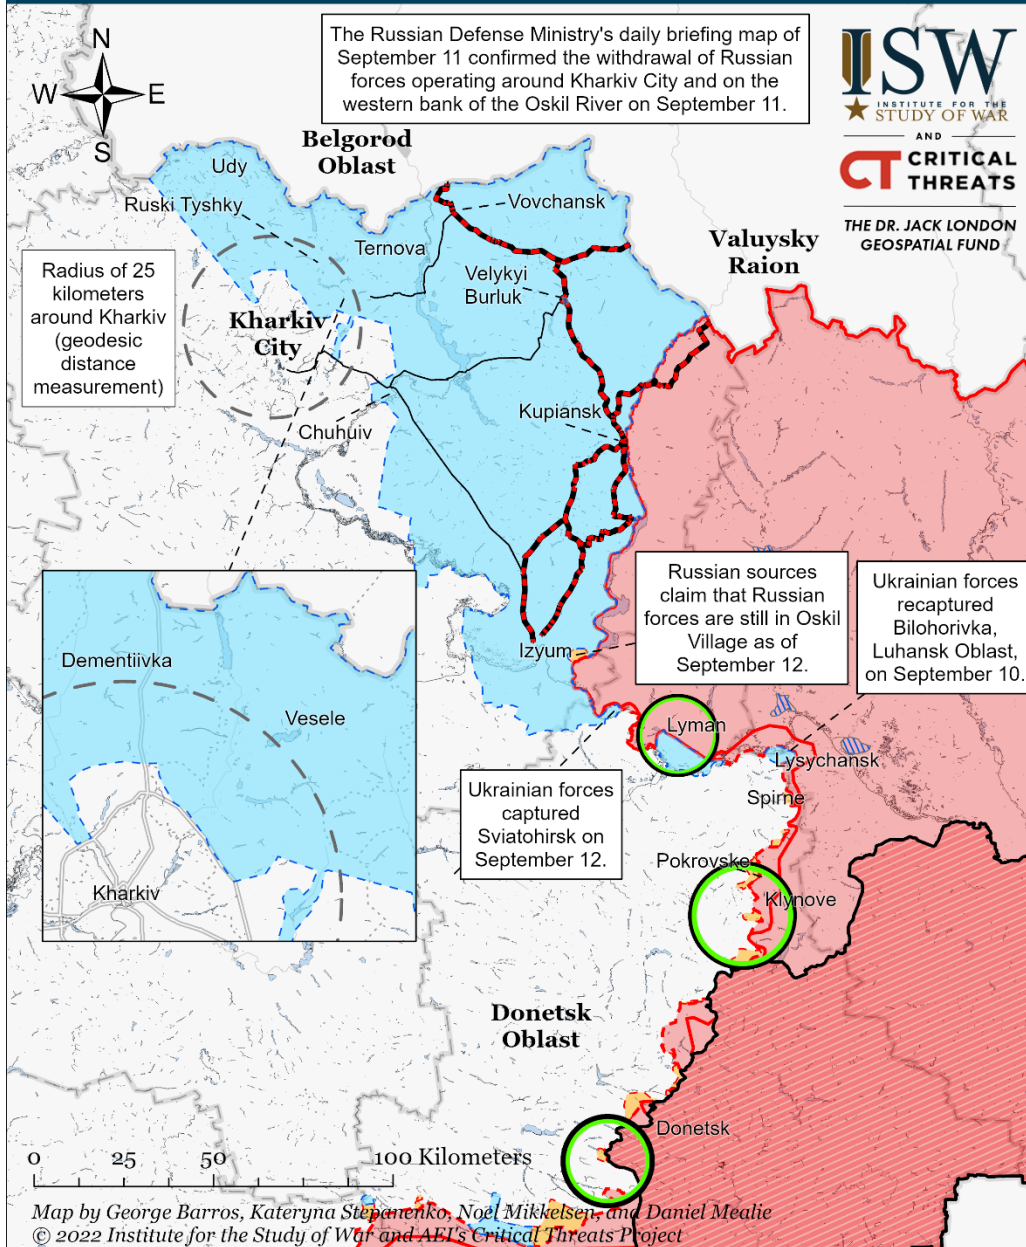 The Russian Defense Ministry's daily briefing map of
September 11 confirmed the withdrawal of Russian
forces operating around Kharkiv City and on the
western bank of the Oskil River on September 11.
ISW
INSTITUTE FOR THE
STUDY OF WAR
AND
CT CRITICAL
THREATS
THE DR. JACK LONDON
GEOSPATIAL FUND
N
W E
S
Belgorod
Oblast
Udy
Ruski Tyshky
Ternova
Vovchansk
Velykyi
Burluk
Valuysky
Raion
Radius of 25
kilometers
around Kharkiv
(geodesic
distance
measurement)
Kharkiv
City
Kupiansk
Chuhuiv
Izyum
Russian sources
claim that Russian
forces are still in Oskil
Village as of
September 12.
Ukrainian forces
recaptured
Bilohorivka,
Luhansk Oblast,
on September 10.
Dementiivka
Vesele
Kharkiv
Lyman
Lysychansk
Spirne
Ukrainian forces
captured
Sviatohirsk on
September 12.
Pokrovske
Klynove
Donetsk
Oblast
Donetsk
0 25 50 100 Kilometers
Map by George Barros, Kateryna Stepanenko, Noel Mikkelsen, and Daniel Mealie
© 2022 Institute for the Study of War and AEI's Critical Threats Project